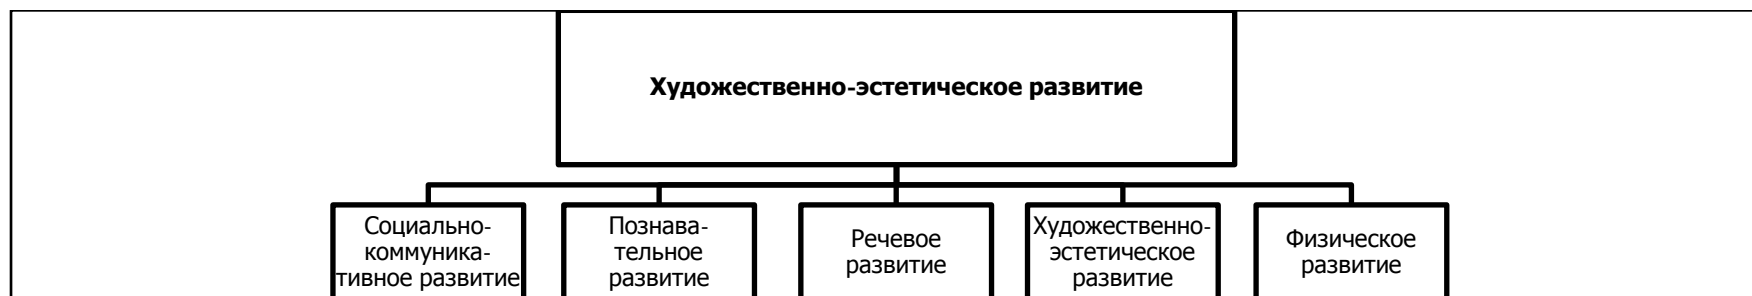 Художественно-эстетическое развитие
Социально-
коммуника-
тивное развитие
Познава-
тельное
развитие
Речевое
развитие
Художественно-
эстетическое
развитие
Физическое
развитие